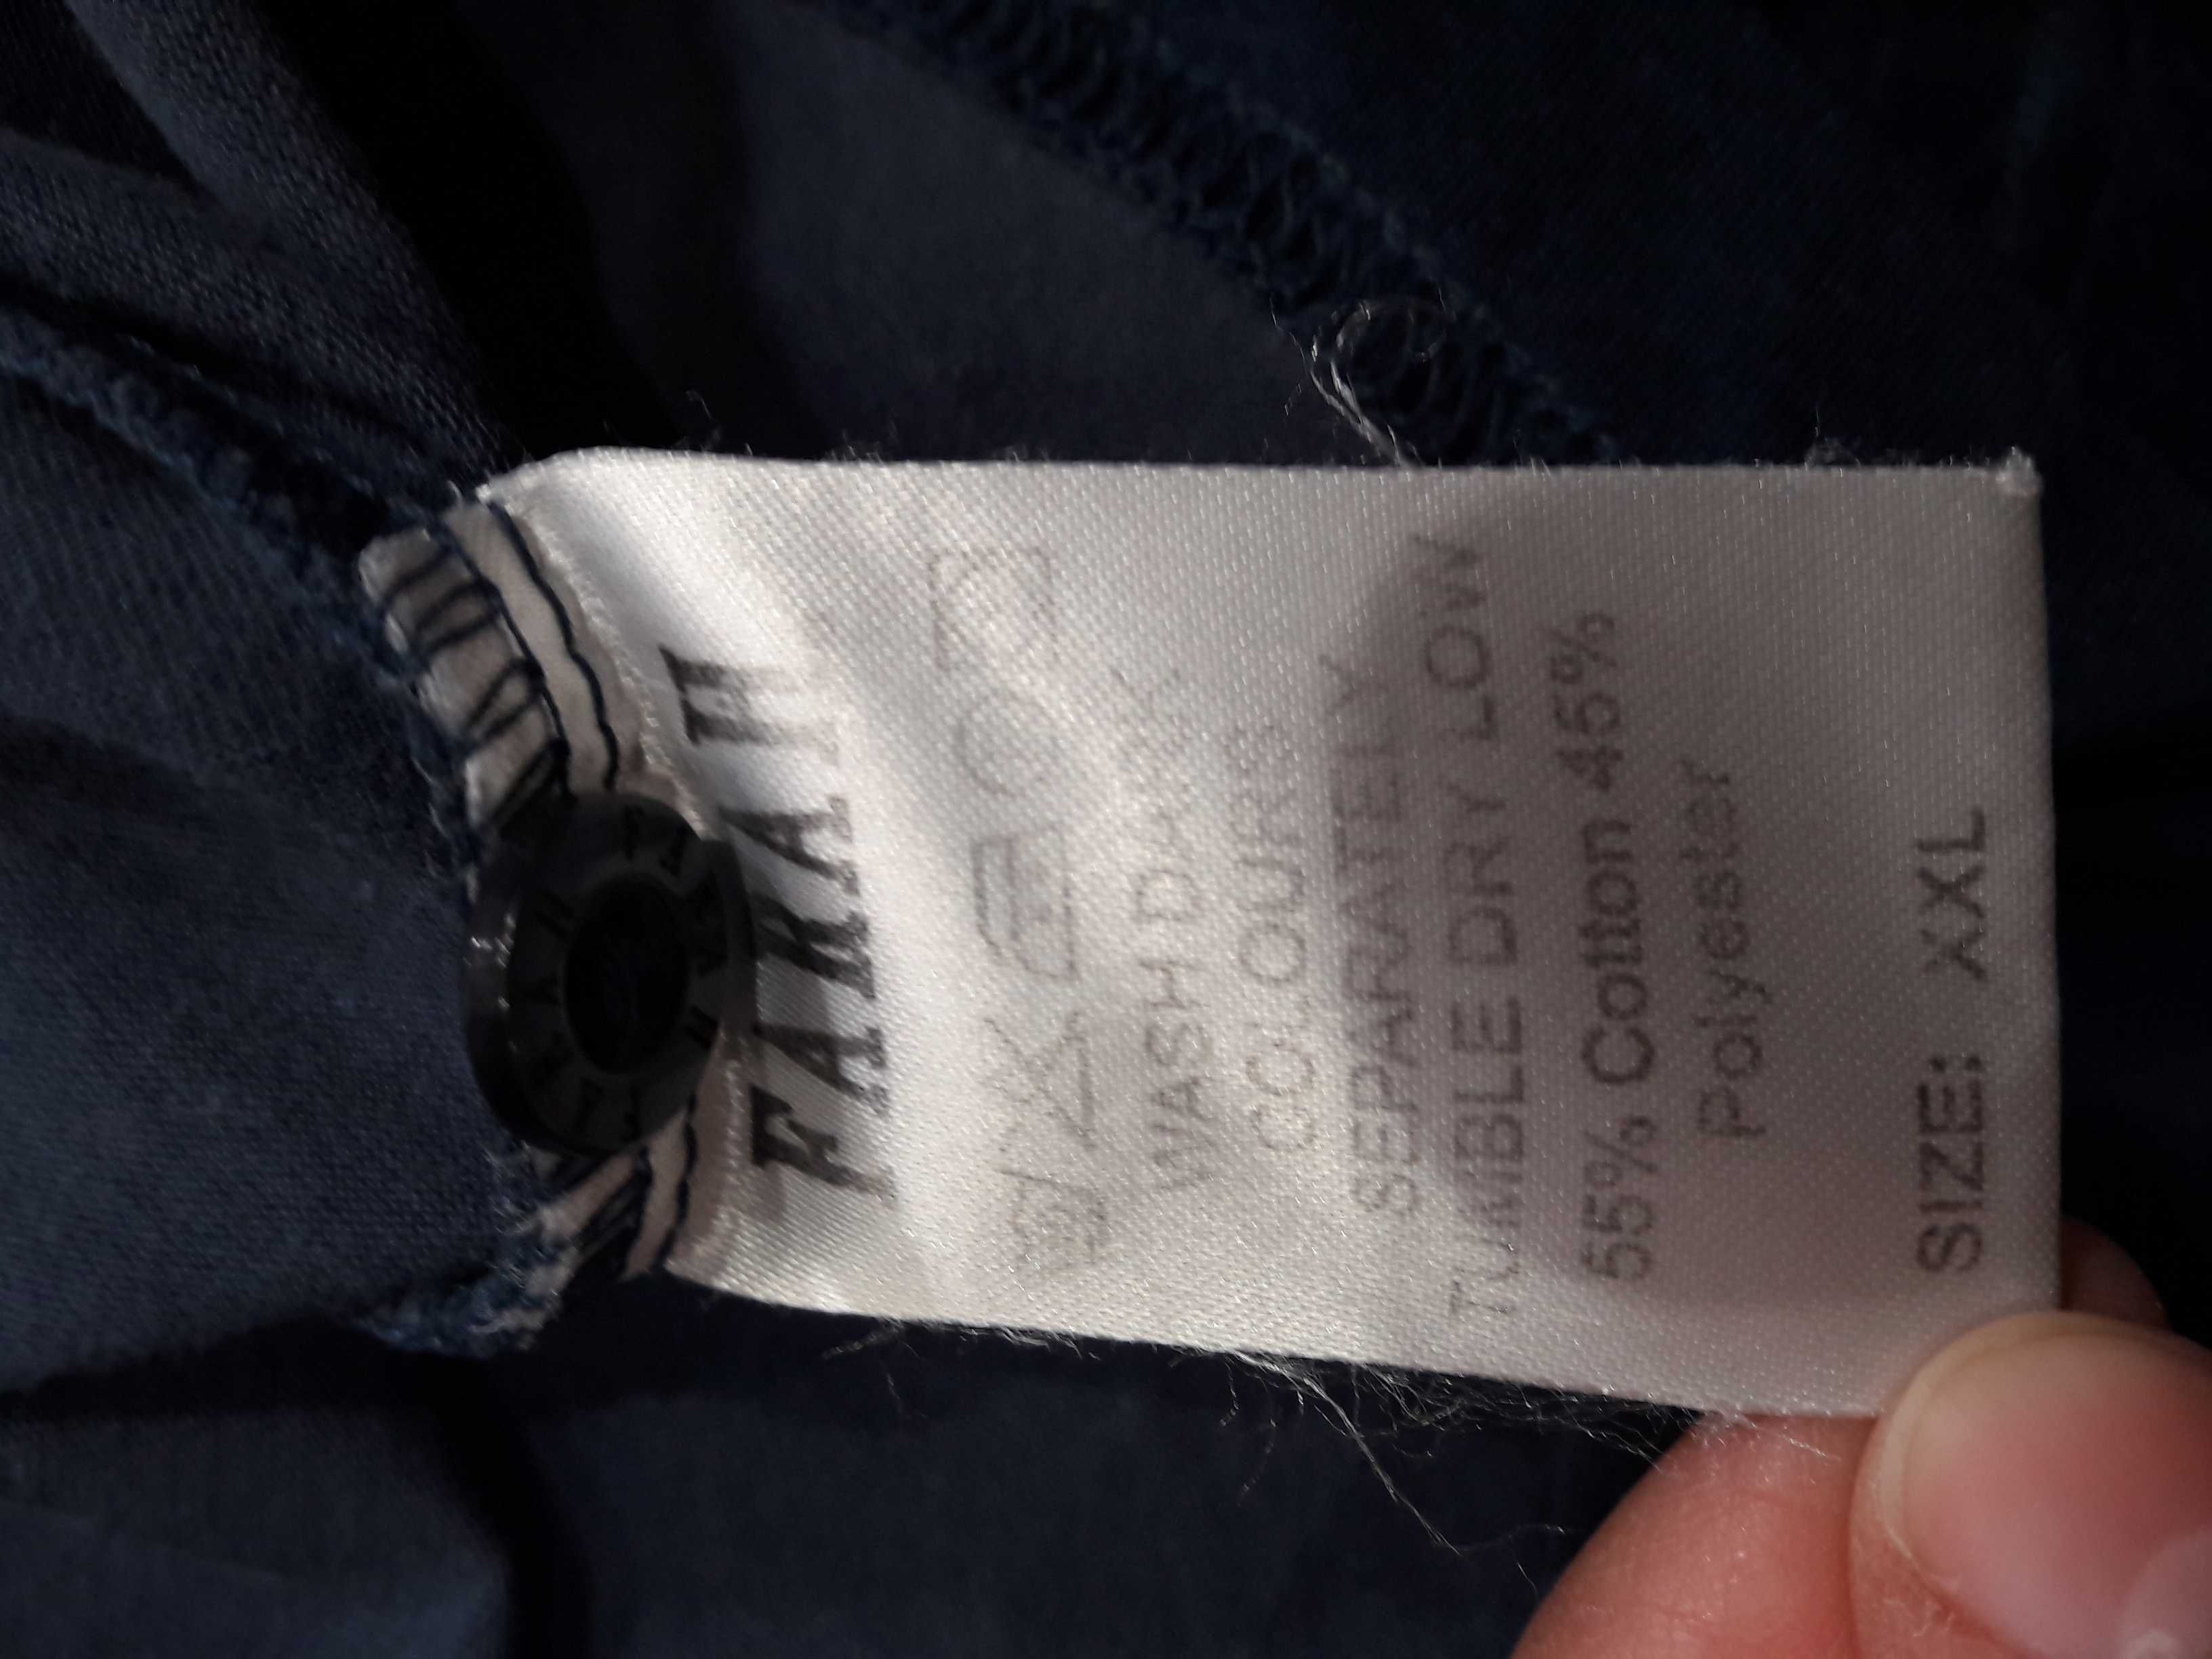 FARAH
WASH DARK
COLOURS
SEPARATELY
TUMBLE DRY LOW
55% Cotton 45%
Polyester
SIZE: XXL